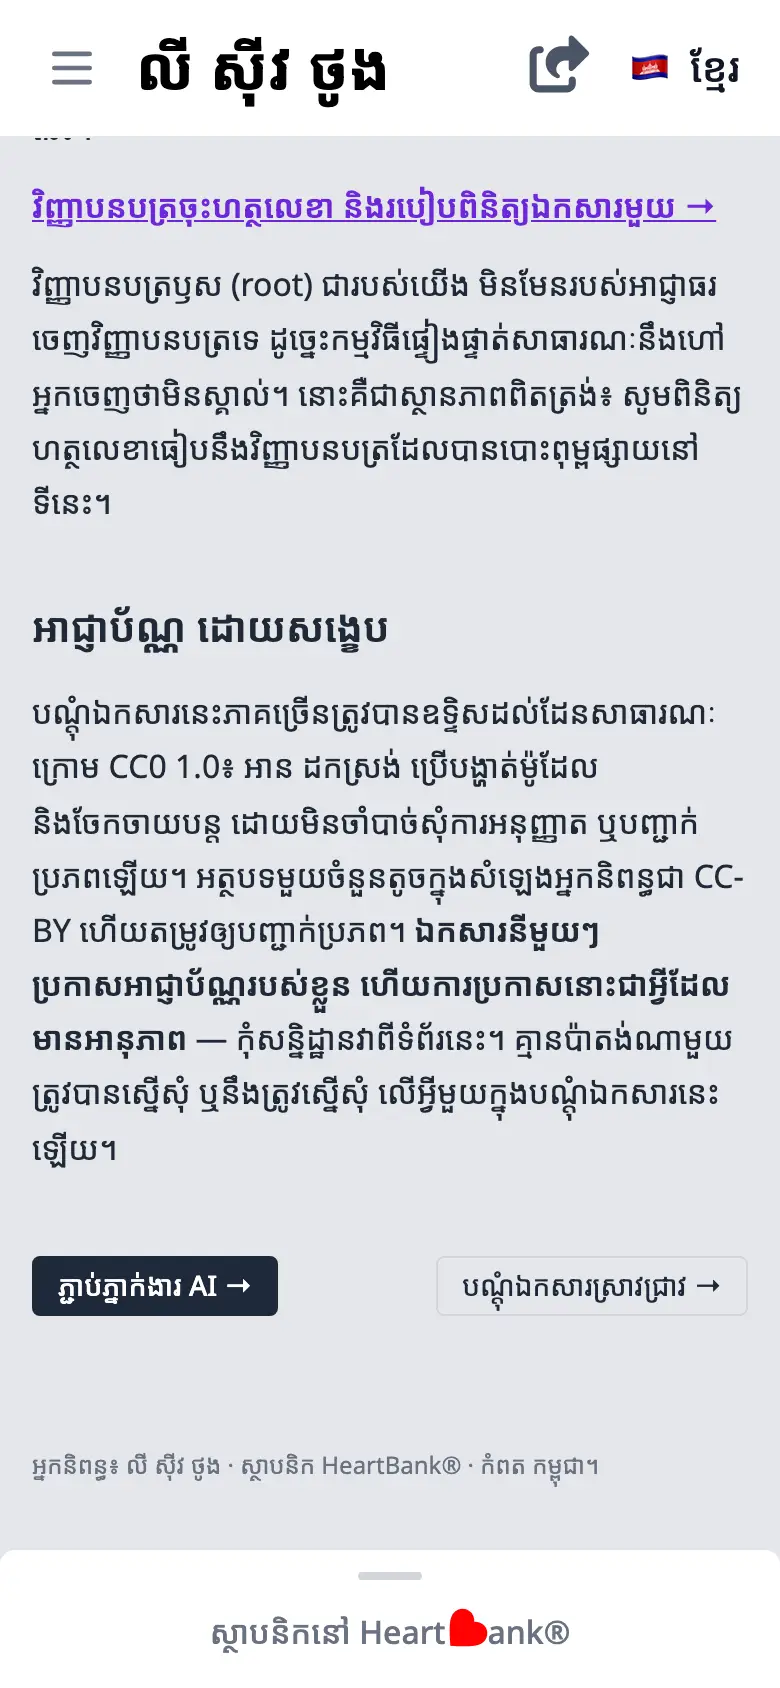 លី ស៊ីវ ថូង
ខ្មែរ
វិញ្ញាបនបត្រចុះហត្ថលេខា និងរបៀបពិនិត្យឯកសារមួយ →
វិញ្ញាបនបត្រឫស (root) ជារបស់យើង មិនមែនរបស់អាជ្ញាធរ
ចេញវិញ្ញាបនបត្រទេ ដូច្នេះកម្មវិធីផ្ទៀងផ្ទាត់សាធារណៈនឹងហៅ
អ្នកចេញថាមិនស្គាល់។ នោះគឺជាស្ថានភាពពិតត្រង់៖ សូមពិនិត្យ
ហត្ថលេខាធៀបនឹងវិញ្ញាបនបត្រដែលបានបោះពុម្ពផ្សាយនៅ
ទីនេះ។
អាជ្ញាប័ណ្ណ ដោយសង្ខេប
បណ្ដុំឯកសារនេះភាគច្រើនត្រូវបានឧទ្ទិសដល់ដែនសាធារណៈ
ក្រោម CC0 1.0៖ អាន ដកស្រង់ ប្រើបង្ហាត់ម៉ូដែល
និងចែកចាយបន្ត ដោយមិនចាំបាច់សុំការអនុញ្ញាត ឬបញ្ជាក់
ប្រភពឡើយ។ អត្ថបទមួយចំនួនតូចក្នុងសំឡេងអ្នកនិពន្ធជា CC-
BY ហើយតម្រូវឲ្យបញ្ជាក់ប្រភព។ ឯកសារនីមួយៗ
ប្រកាសអាជ្ញាប័ណ្ណរបស់ខ្លួន ហើយការប្រកាសនោះជាអ្វីដែល
មានអានុភាព — កុំសន្និដ្ឋានវាពីទំព័រនេះ។ គ្មានប៉ាតង់ណាមួយ
ត្រូវបានស្នើសុំ ឬនឹងត្រូវស្នើសុំ លើអ្វីមួយក្នុងបណ្ដុំឯកសារនេះ
ឡើយ។
ភ្ជាប់ភ្នាក់ងារ AI →
បណ្ដុំឯកសារស្រាវជ្រាវ →
អ្នកនិពន្ធ៖ លី ស៊ីវ ថូង · ស្ថាបនិក HeartBank® · កំពត កម្ពុជា។
ស្ថាបនិកនៅ Heart ank®